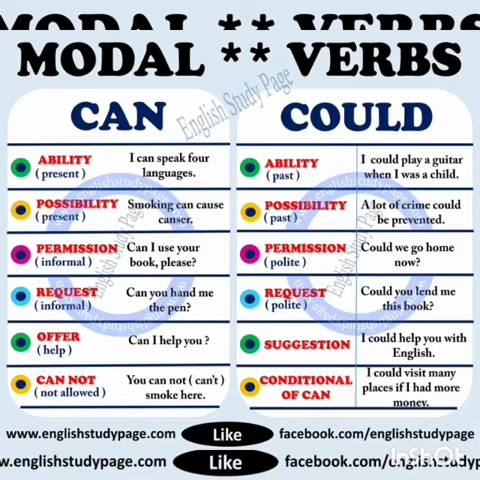 MODAL ** VERBS
MODAL ** VERBS
CAN
ABILITY
( present )
I can speak four
languages.
POSSIBILITY
( present )
Smoking can cause
canser.
PERMISSION
( informal )
Can I use your
book, please?
REQUEST
( informal )
Can you hand me
the pen?
OFFER
( help )
Can I help you ?
CAN NOT
( not allowed )
You can not ( can't )
smoke here.
COULD
ABILITY
( past )
I could play a guitar
when I was a child.
POSSIBILITY
( past )
A lot of crime could
be prevented.
PERMISSION
( polite )
Could we go home
now?
REQUEST
( polite )
Could you lend me
this book?
SUGGESTION
I could help you with
English.
CONDITIONAL
OF CAN
I could visit many
places if I had more
money.
English Study Page
www.englishstudypage.com Like facebook.com/englishstudypage
w.englishstudypage.com Like facebook.com/englishstudyp
InShOt